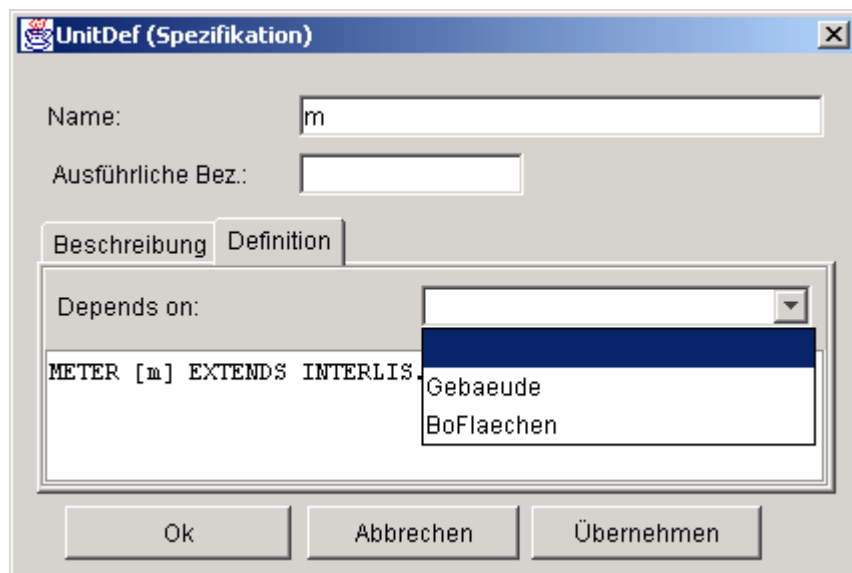 UnitDef (Spezifikation)
Name:
m
Ausführliche Bez.:
Beschreibung
Definition
Depends on:
METER [m] EXTENDS INTERLIS.
Gebaeude
BoFlaechen
Ok
Abbrechen
Übernehmen